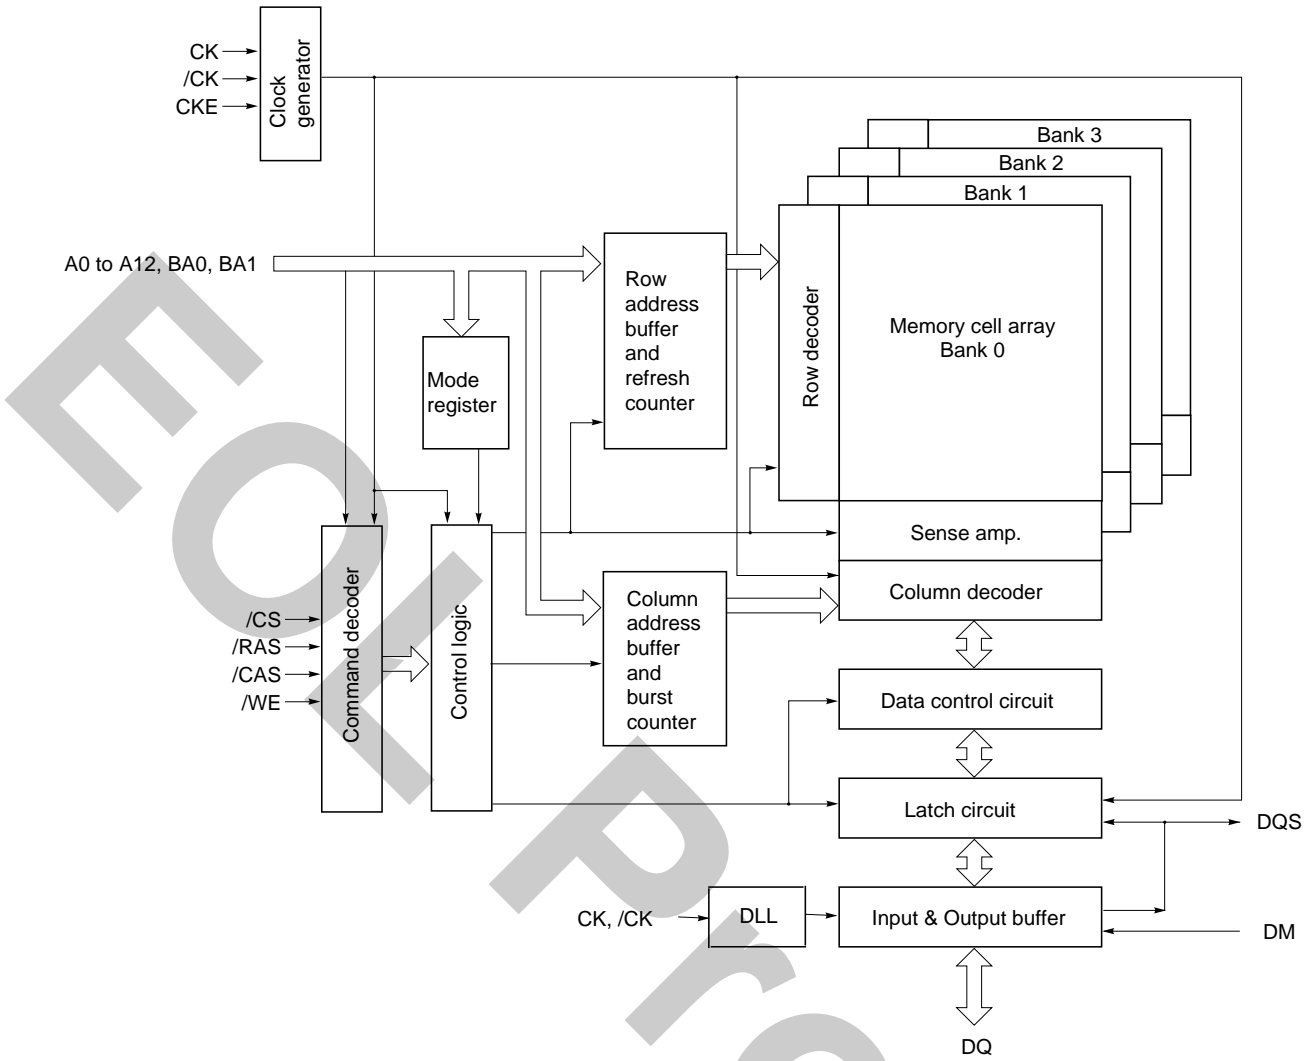 CK
/CK
CKE
Clock
generator
Bank 3
Bank 2
Bank 1
A0 to A12, BA0, BA1
Row
address
buffer
and
refresh
counter
Row decoder
Memory cell array
Bank 0
Mode
register
Sense amp.
Column decoder
/CS
/RAS
/CAS
/WE
Command decoder
Control logic
Column
address
buffer
and
burst
counter
Data control circuit
Latch circuit
DQS
CK, /CK
DLL
Input & Output buffer
DM
DQ
EOL Pro